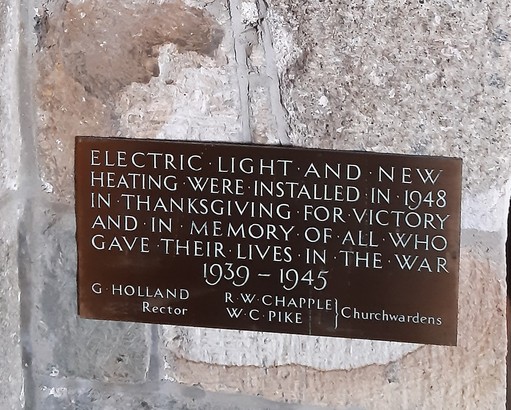 ELECTRIC · LIGHT · AND · NEW
HEATING · WERE · INSTALLED · IN · 1948
IN · THANKSGIVING · FOR · VICTORY
AND · IN · MEMORY · OF · ALL · WHO
GAVE · THEIR · LIVES · IN · THE · WAR
1939 – 1945
G · HOLLAND
Rector
R · W · CHAPPLE
W · C · PIKE
Churchwardens